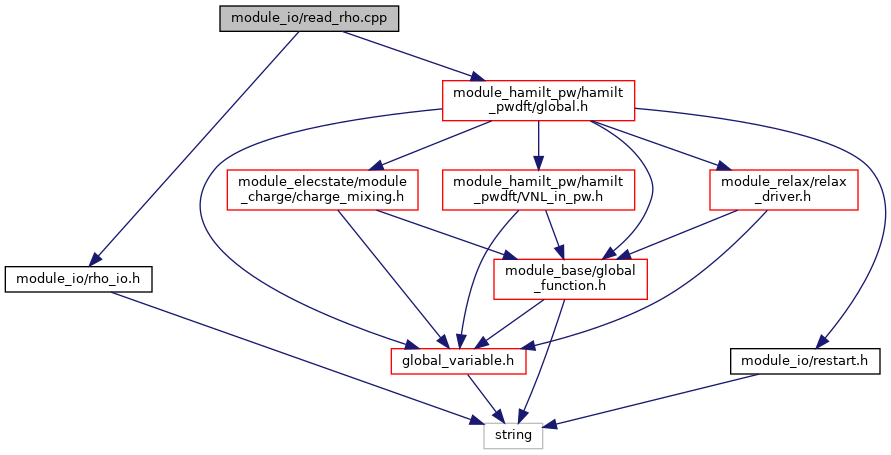 module_io/read_rho.cpp
module_hamilt_pw/hamilt
_pwdft/global.h
module_elecstate/module
_charge/charge_mixing.h
module_hamilt_pw/hamilt
_pwdft/VNL_in_pw.h
module_relax/relax
_driver.h
module_io/rho_io.h
module_base/global
_function.h
global_variable.h
module_io/restart.h
string